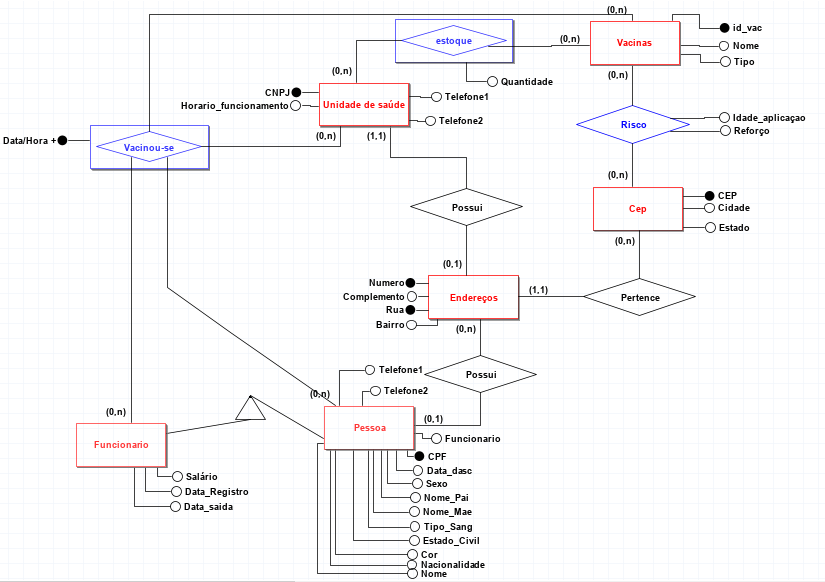 (0,n)
estoque
(0,n)
Vacinas
id_vac
Nome
Tipo
(0,n)
(0,n)
Quantidade
CNPJ
Horario_funcionamento
Unidade de saúde
Telefone1
Telefone2
Risco
Idade_aplicaçao
Reforço
Data/Hora +
Vacinou-se
(0,n)
(1,1)
(0,n)
Cep
CEP
Cidade
Estado
Possui
(0,n)
(0,1)
Numero
Complemento
Rua
Bairro
Endereços
(1,1)
Pertence
(0,n)
Possui
Telefone1
Telefone2
(0,n)
(0,n)
(0,1)
Pessoa
Funcionario
Funcionario
CPF
Data_dasc
Sexo
Nome_Pai
Nome_Mae
Tipo_Sang
Estado_Civil
Cor
Nacionalidade
Nome
Salário
Data_Registro
Data_saida